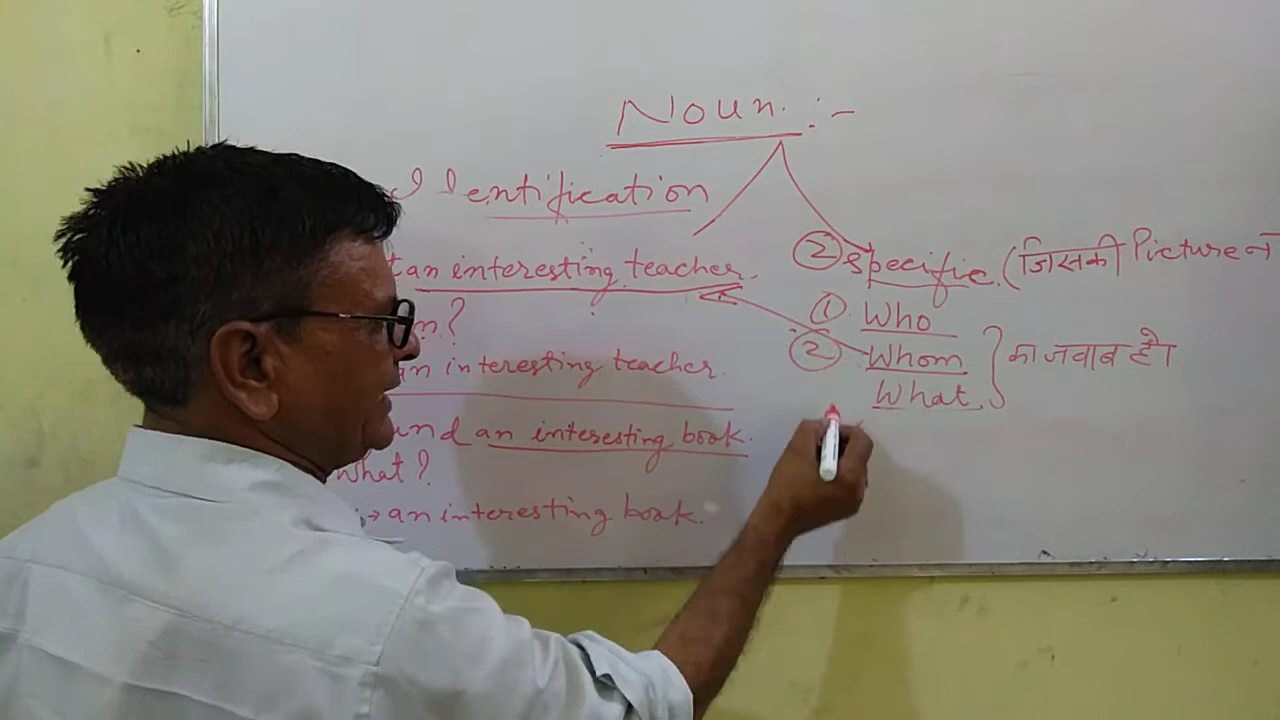 Noun. :-
Identification
an interesting teacher.
m?
an interesting teacher.
und an interesting book.
What?
→ an interesting book.
② specific. (जिसकी Picture न
① Who
② Whom
What.
} का जवाब है।